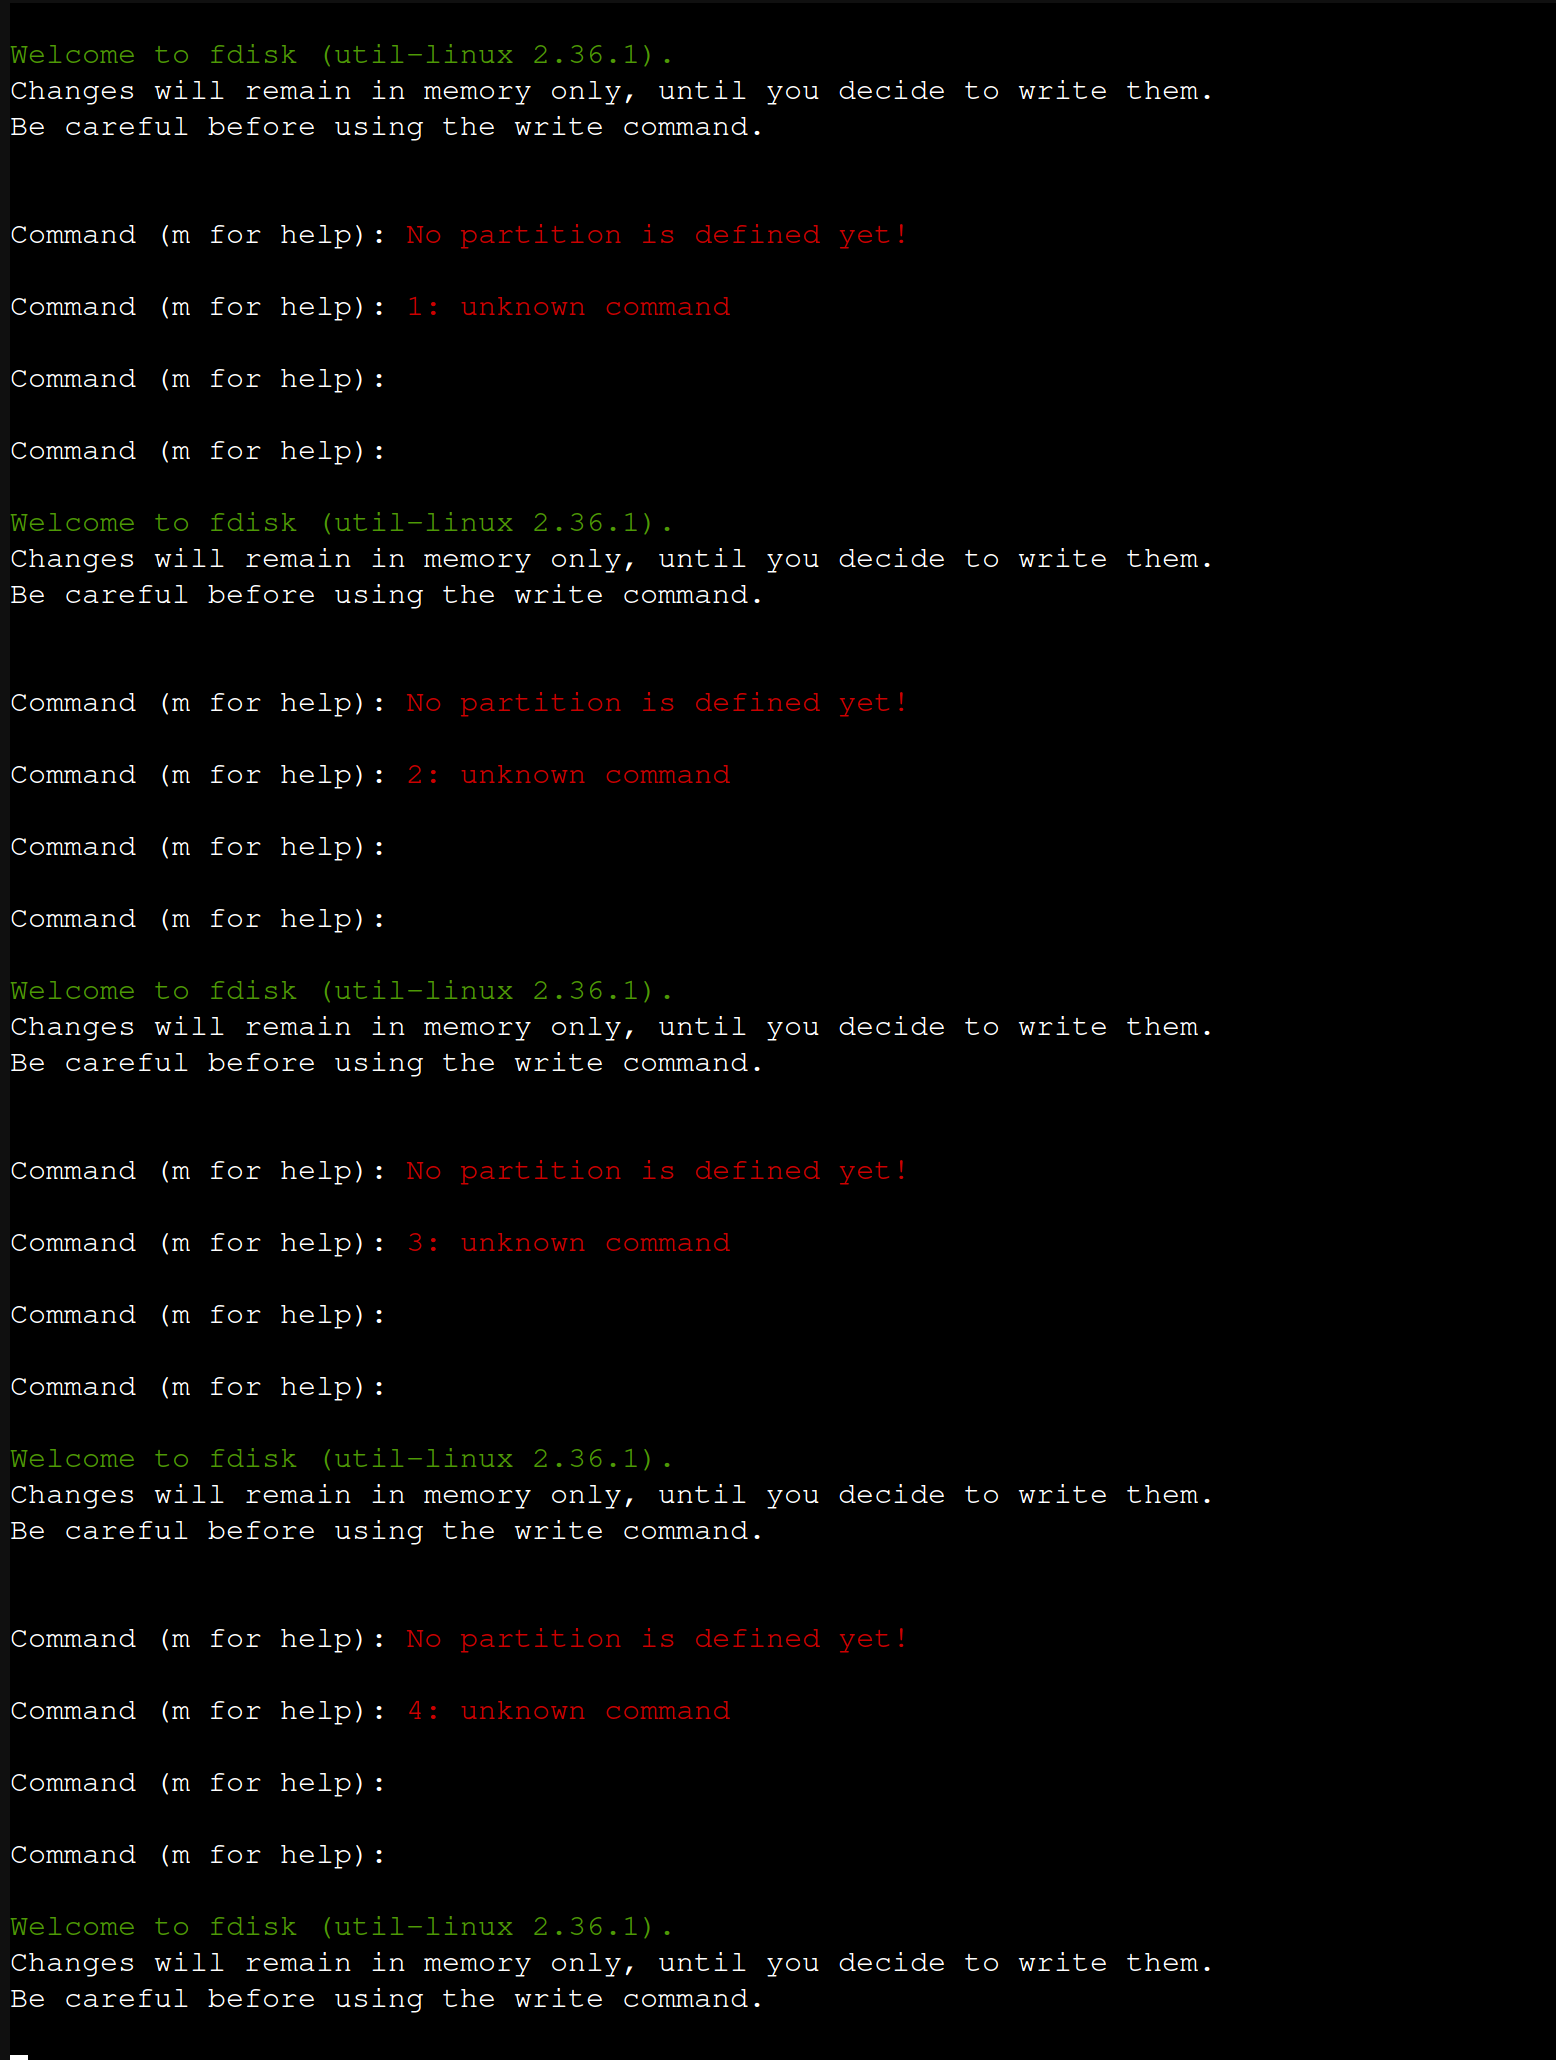 Welcome to fdisk (util-linux 2.36.1).
Changes will remain in memory only, until you decide to write them.
Be careful before using the write command.
Command (m for help): No partition is defined yet!
Command (m for help): 1: unknown command
Command (m for help):
Command (m for help):
Welcome to fdisk (util-linux 2.36.1).
Changes will remain in memory only, until you decide to write them.
Be careful before using the write command.
Command (m for help): No partition is defined yet!
Command (m for help): 2: unknown command
Command (m for help):
Command (m for help):
Welcome to fdisk (util-linux 2.36.1).
Changes will remain in memory only, until you decide to write them.
Be careful before using the write command.
Command (m for help): No partition is defined yet!
Command (m for help): 3: unknown command
Command (m for help):
Command (m for help):
Welcome to fdisk (util-linux 2.36.1).
Changes will remain in memory only, until you decide to write them.
Be careful before using the write command.
Command (m for help): No partition is defined yet!
Command (m for help): 4: unknown command
Command (m for help):
Command (m for help):
Welcome to fdisk (util-linux 2.36.1).
Changes will remain in memory only, until you decide to write them.
Be careful before using the write command.